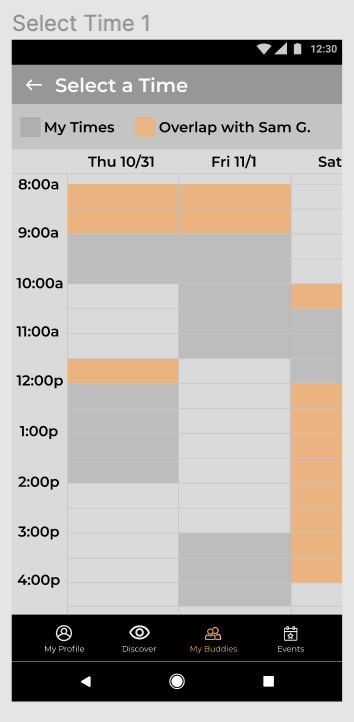 Select Time 1
12:30
Select a Time
My Times Overlap with Sam G.
Thu 10/31 Fri 11/1 Sat
8:00a
9:00a
10:00a
11:00a
12:00p
1:00p
2:00p
3:00p
4:00p
My Profile Discover My Buddies Events